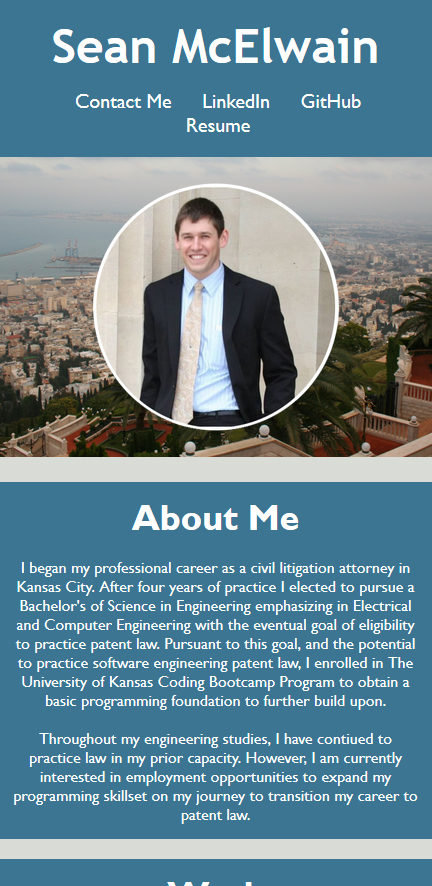 Sean McElwain
Contact Me LinkedIn GitHub
Resume
About Me
I began my professional career as a civil litigation attorney in
Kansas City. After four years of practice I elected to pursue a
Bachelor's of Science in Engineering emphasizing in Electrical
and Computer Engineering with the eventual goal of eligibility
to practice patent law. Pursuant to this goal, and the potential
to practice software engineering patent law, I enrolled in The
University of Kansas Coding Bootcamp Program to obtain a
basic programming foundation to further build upon.
Throughout my engineering studies, I have contiued to
practice law in my prior capacity. However, I am currently
interested in employment opportunities to expand my
programming skillset on my journey to transition my career to
patent law.